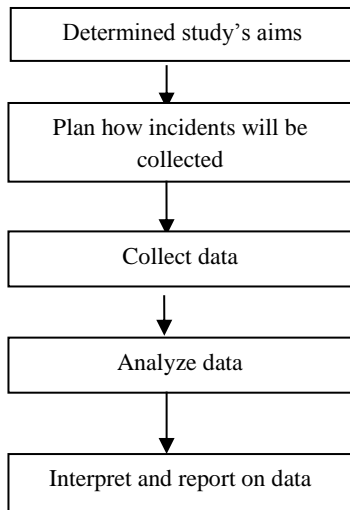 Determined study’s aims
Plan how incidents will be
collected
Collect data
Analyze data
Interpret and report on data